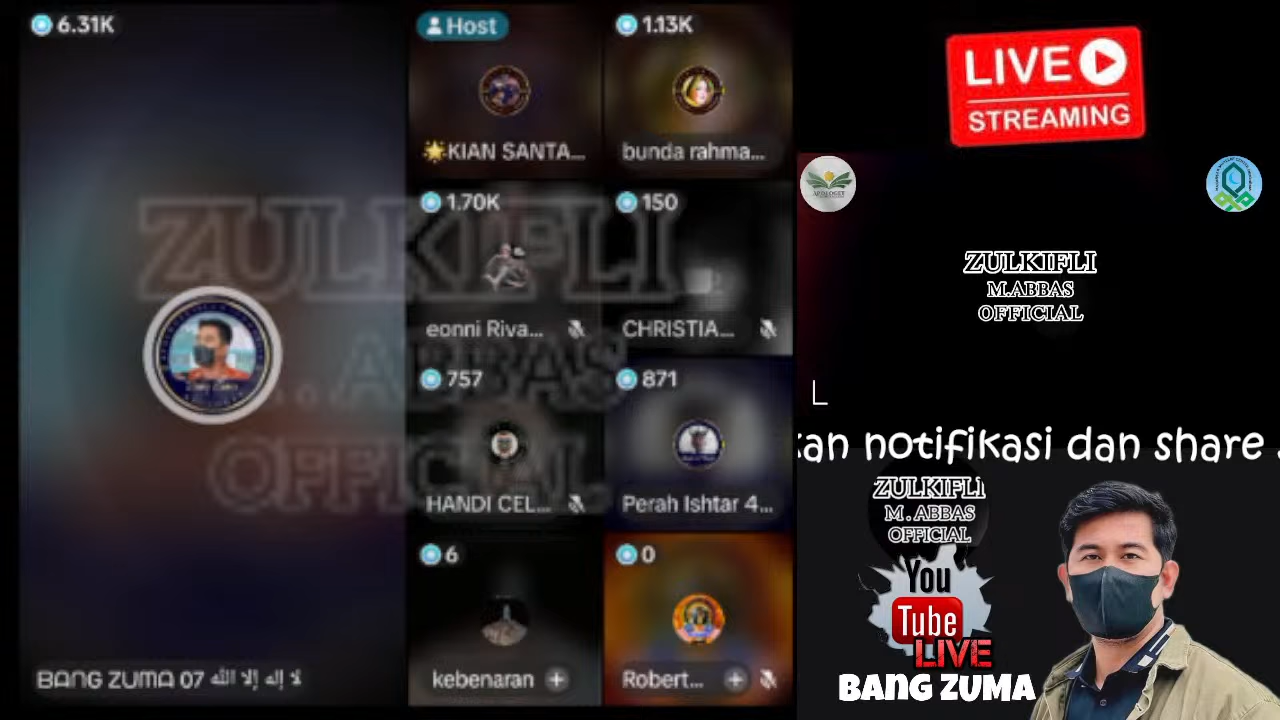 6.31K
Host
1.13K
KIAN SANTA...
bunda rahma...
1.70K
150
eonni Riva...
CHRISTIA...
757
871
HANDI CEL...
Perah Ishtar 4...
6
0
kebenaran
Robert...
BANG ZUMA 07 لا إله إلا الله
ZULKIFLI
M.ABBAS
OFFICIAL
LIVE
STREAMING
ZULKIFLI
M.ABBAS
OFFICIAL
L
kan notifikasi dan share
ZULKIFLI
M.ABBAS
OFFICIAL
You
Tube
LIVE
BANG ZUMA